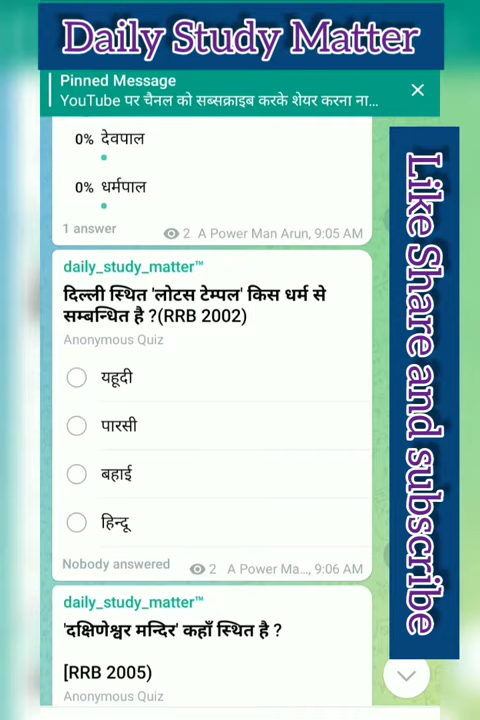 Daily Study Matter
Pinned Message
YouTube पर चैनल को सब्सक्राइब करके शेयर करना ना...
0% देवपाल
0% धर्मपाल
1 answer
2 A Power Man Arun, 9:05 AM
daily_study_matter™
दिल्ली स्थित 'लोटस टेम्पल' किस धर्म से
सम्बन्धित है ?(RRB 2002)
Anonymous Quiz
यहूदी
पारसी
बहाई
हिन्दू
Nobody answered
2 A Power Ma..., 9:06 AM
daily_study_matter™
'दक्षिणेश्वर मन्दिर' कहाँ स्थित है ?
[RRB 2005)
Anonymous Quiz
Like Share and subscribe